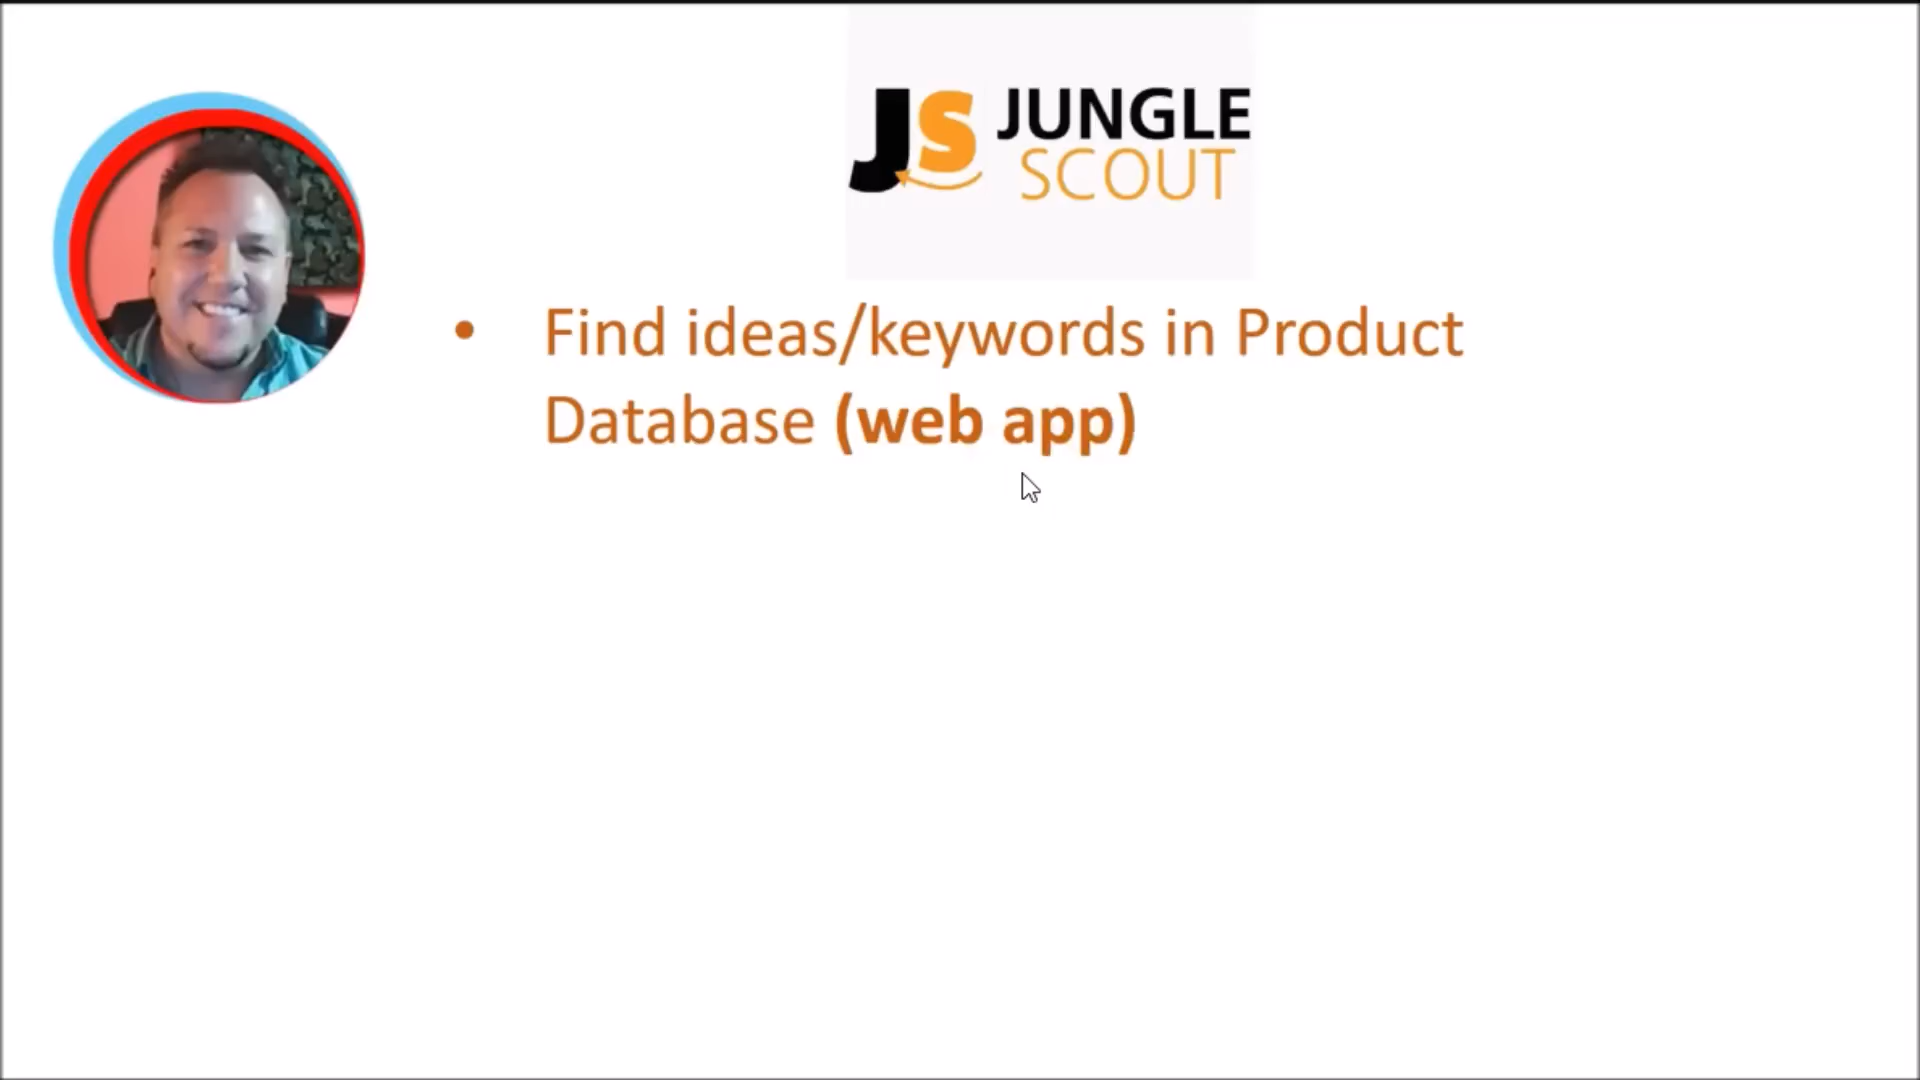 JS JUNGLE
SCOUT
• Find ideas/keywords in Product
Database (web app)